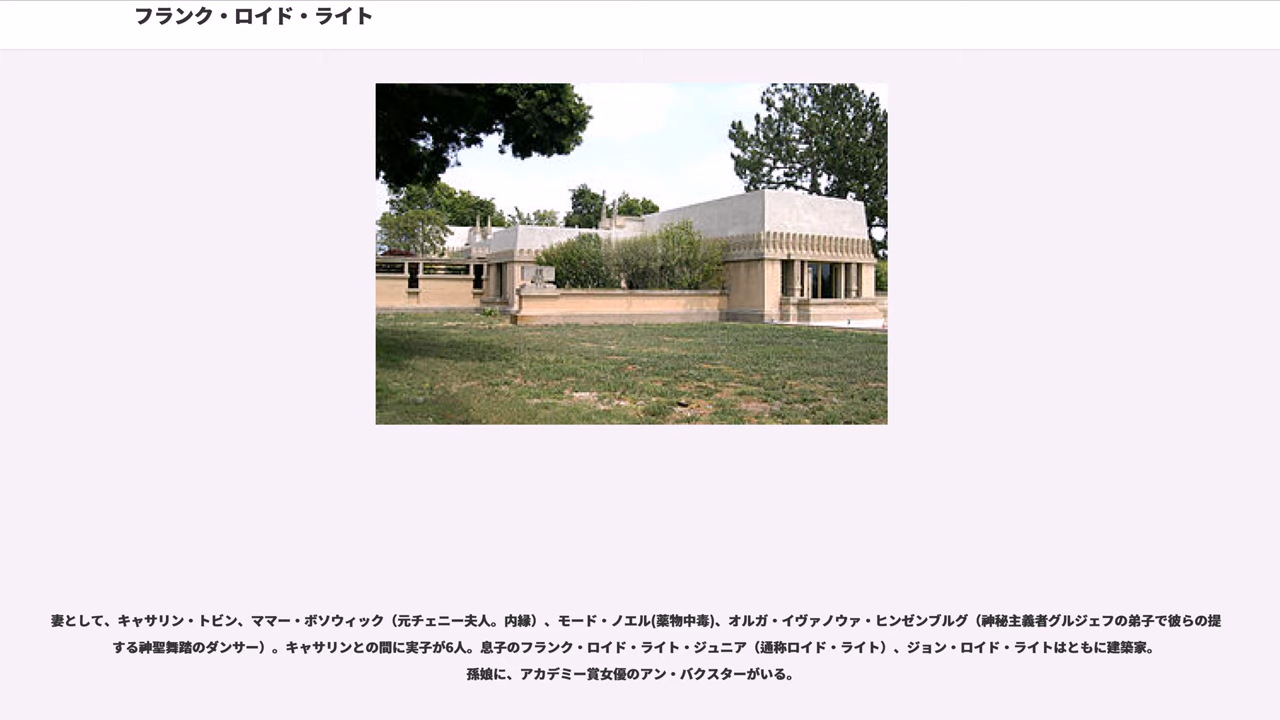 フランク・ロイド・ライト
妻として、キャサリン・トビン、ママー・ボソウィック（元チェニー夫人。内縁）、モード・ノエル(薬物中毒)、オルガ・イヴァノウァ・ヒンゼンブルグ（神秘主義者グルジェフの弟子で彼らの提
する神聖舞踏のダンサー）。キャサリンとの間に実子が6人。息子のフランク・ロイド・ライト・ジュニア（通称ロイド・ライト）、ジョン・ロイド・ライトはともに建築家。
孫娘に、アカデミー賞女優のアン・バクスターがいる。